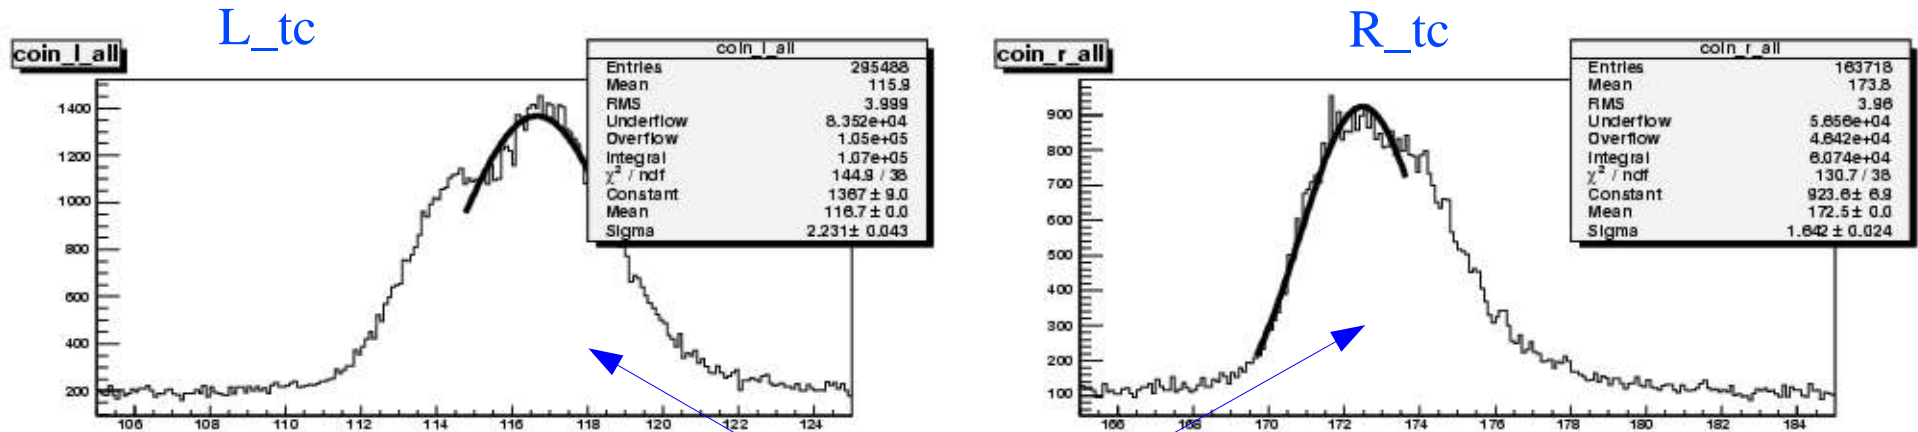 L_tc
coin_l_all
coin_l_all
Entries 295488
Mean 115.9
RMS 3.999
Underflow 8.352e+04
Overflow 1.05e+05
Integral 1.07e+05
χ² / ndf 144.9 / 38
Constant 1367 ± 9.0
Mean 116.7 ± 0.0
Sigma 2.231 ± 0.043
1400
1200
1000
800
600
400
200
106 108 110 112 114 116 118 120 122 124
R_tc
coin_r_all
coin_r_all
Entries 163718
Mean 173.8
RMS 3.96
Underflow 5.656e+04
Overflow 4.642e+04
Integral 6.074e+04
χ² / ndf 130.7 / 38
Constant 923.6 ± 6.9
Mean 172.5 ± 0.0
Sigma 1.642 ± 0.024
900
800
700
600
500
400
300
200
100
166 168 170 172 174 176 178 180 182 184